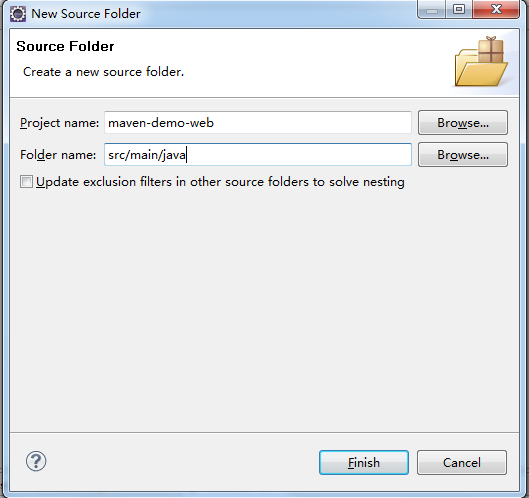 New Source Folder
Source Folder
Create a new source folder.
Project name: maven-demo-web Browse...
Folder name: src/main/java Browse...
Update exclusion filters in other source folders to solve nesting
? Finish Cancel